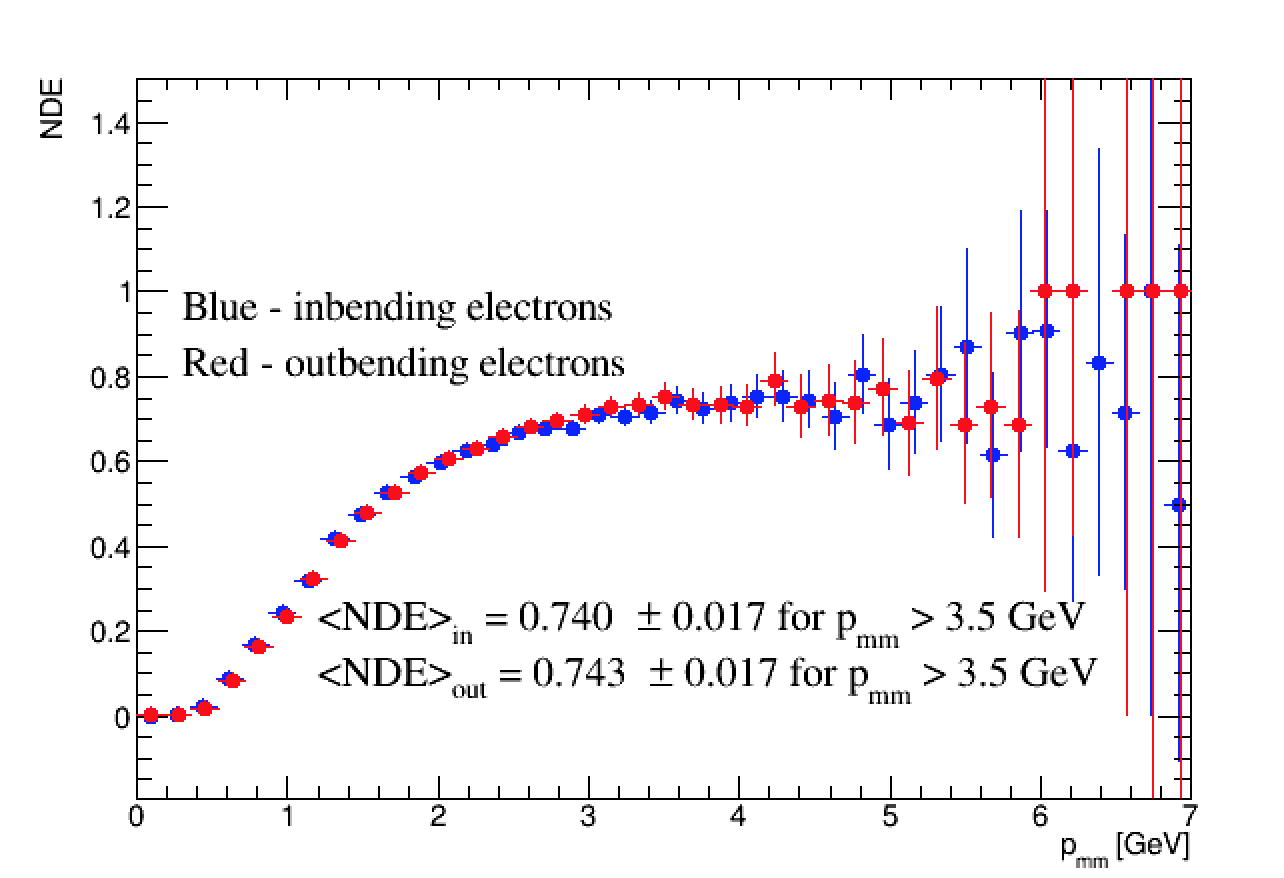 NDE
1.4
1.2
1
0.8
0.6
0.4
0.2
0
Blue - inbending electrons
Red - outbending electrons
<NDE>in = 0.740 ± 0.017 for pmm > 3.5 GeV
<NDE>out = 0.743 ± 0.017 for pmm > 3.5 GeV
0 1 2 3 4 5 6 7
pmm [GeV]